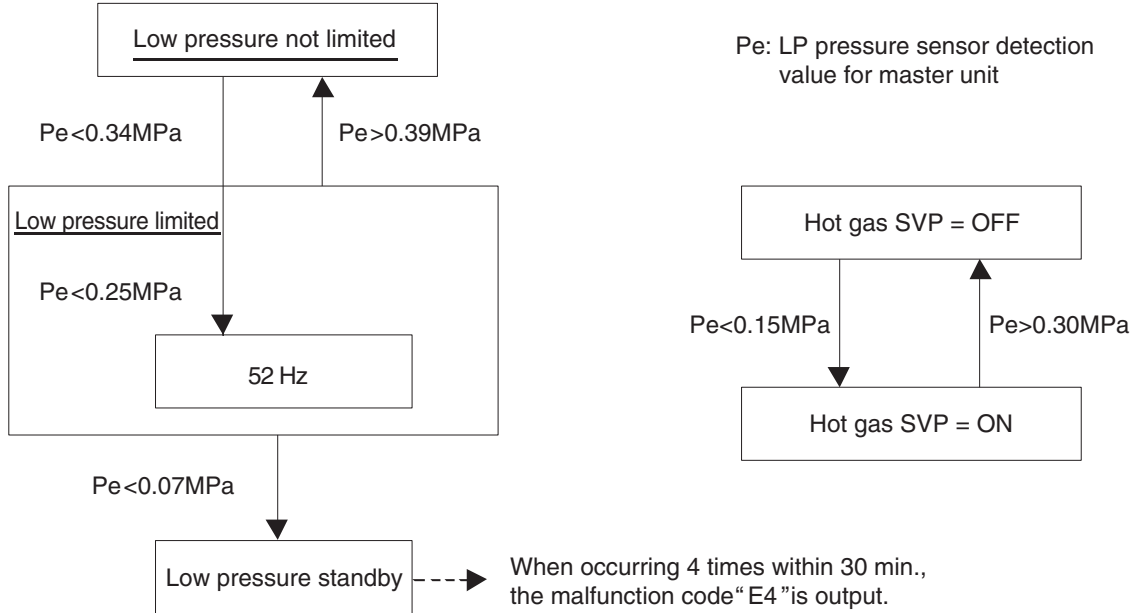 Low pressure not limited
Pe: LP pressure sensor detection
value for master unit
Pe<0.34MPa
Pe>0.39MPa
Low pressure limited
Pe<0.25MPa
52 Hz
Hot gas SVP = OFF
Pe<0.15MPa
Pe>0.30MPa
Hot gas SVP = ON
Pe<0.07MPa
Low pressure standby
When occurring 4 times within 30 min.,
the malfunction code“E4”is output.